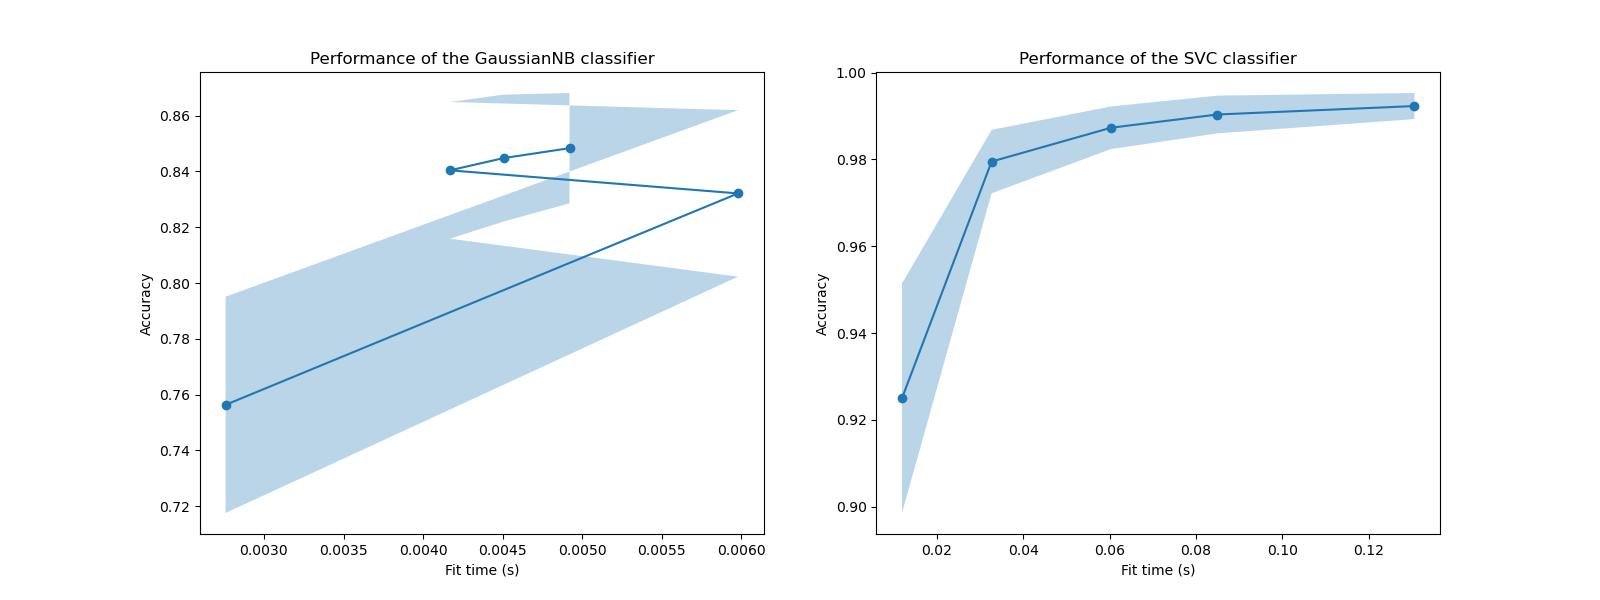 Performance of the GaussianNB classifier
Accuracy
0.86
0.84
0.82
0.80
0.78
0.76
0.74
0.72
0.0030 0.0035 0.0040 0.0045 0.0050 0.0055 0.0060
Fit time (s)
Performance of the SVC classifier
Accuracy
1.00
0.98
0.96
0.94
0.92
0.90
0.02 0.04 0.06 0.08 0.10 0.12
Fit time (s)